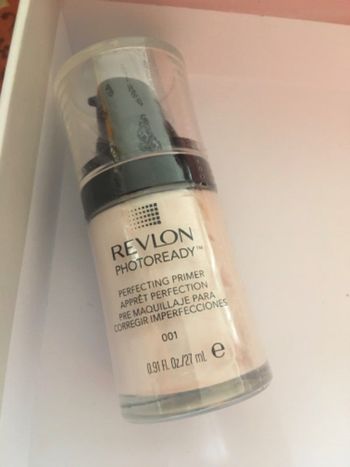 REVLON
PHOTOREADY™
PERFECTING PRIMER
APPRÊT PERFECTION
PRE MAQUILLAJE PARA
CORREGIR IMPERFECCIONES
001
0.91 Fl. Oz./27 mL ℮